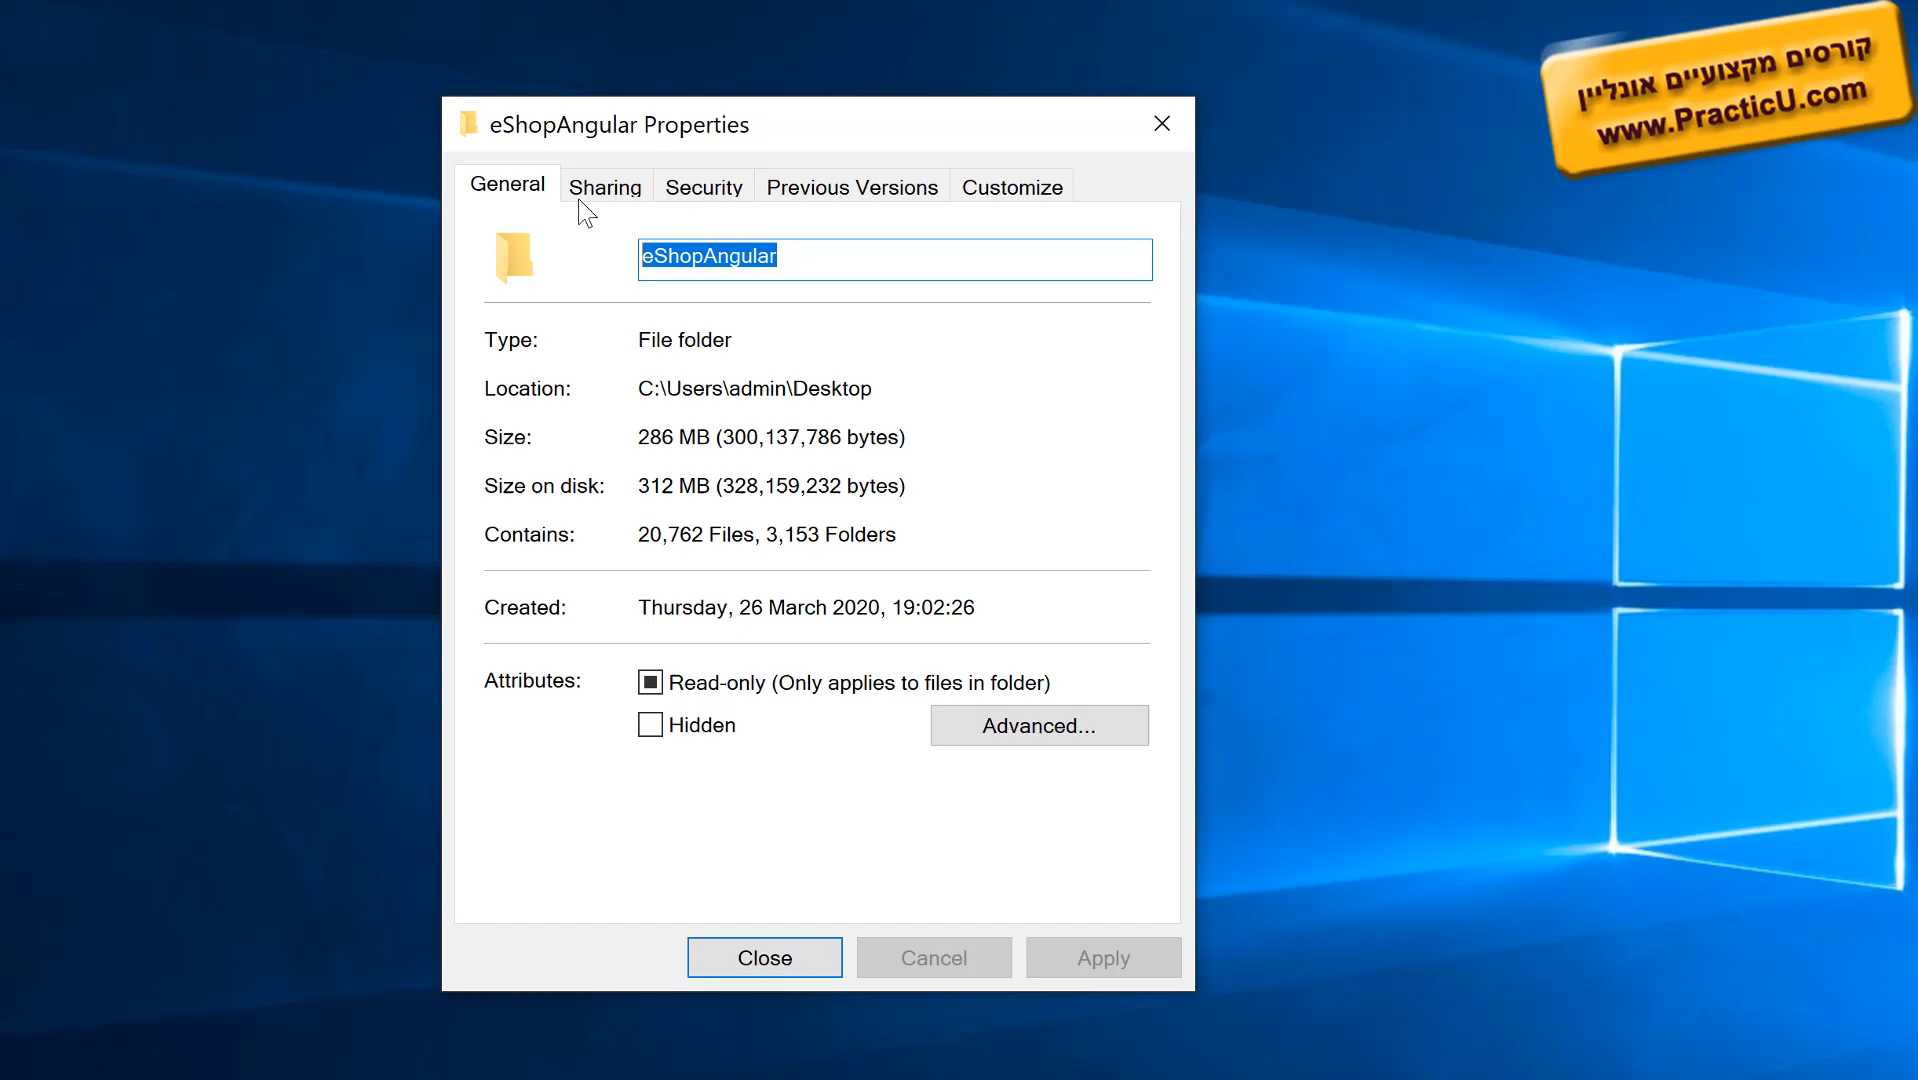 קורסים מקצועיים אונליין
www.PracticU.com
eShopAngular Properties
General Sharing Security Previous Versions Customize
eShopAngular
Type: File folder
Location: C:\Users\admin\Desktop
Size: 286 MB (300,137,786 bytes)
Size on disk: 312 MB (328,159,232 bytes)
Contains: 20,762 Files, 3,153 Folders
Created: Thursday, 26 March 2020, 19:02:26
Attributes: Read-only (Only applies to files in folder)
Hidden Advanced...
Close Cancel Apply